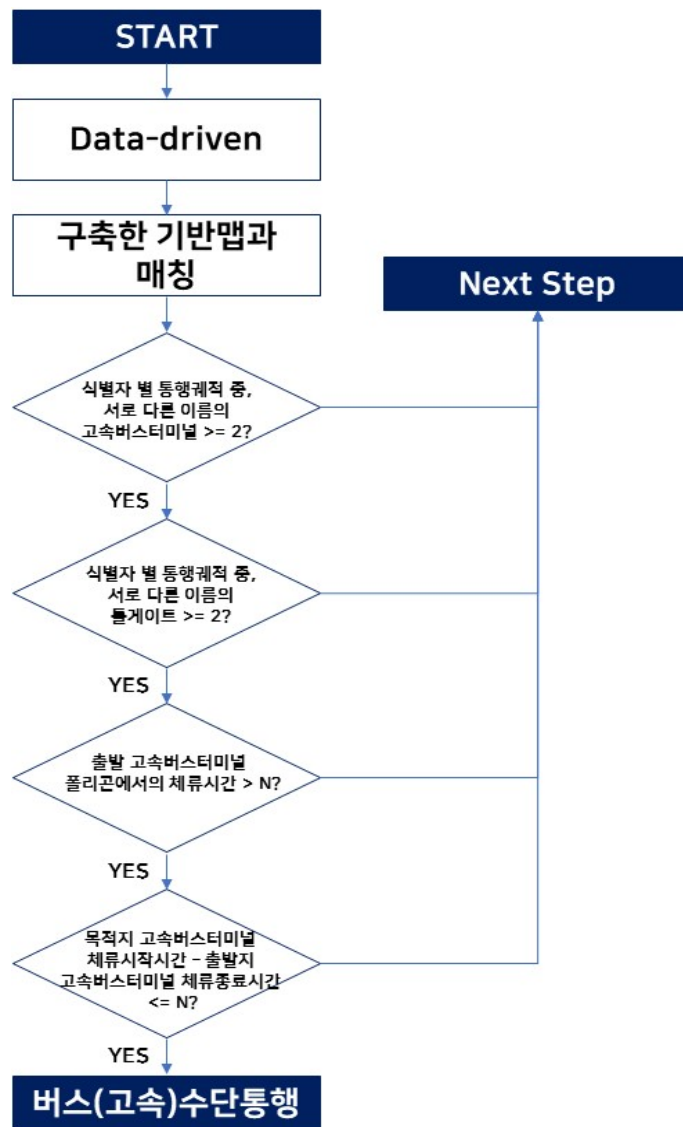 START
Data-driven
구축한 기반맵과
매칭
Next Step
식별자 별 통행궤적 중,
서로 다른 이름의
고속버스터미널 >= 2?
YES
식별자 별 통행궤적 중,
서로 다른 이름의
톨게이트 >= 2?
YES
출발 고속버스터미널
폴리곤에서의 체류시간 > N?
YES
목적지 고속버스터미널
체류시작시간 - 출발지
고속버스터미널 체류종료시간
<= N?
YES
버스(고속)수단통행